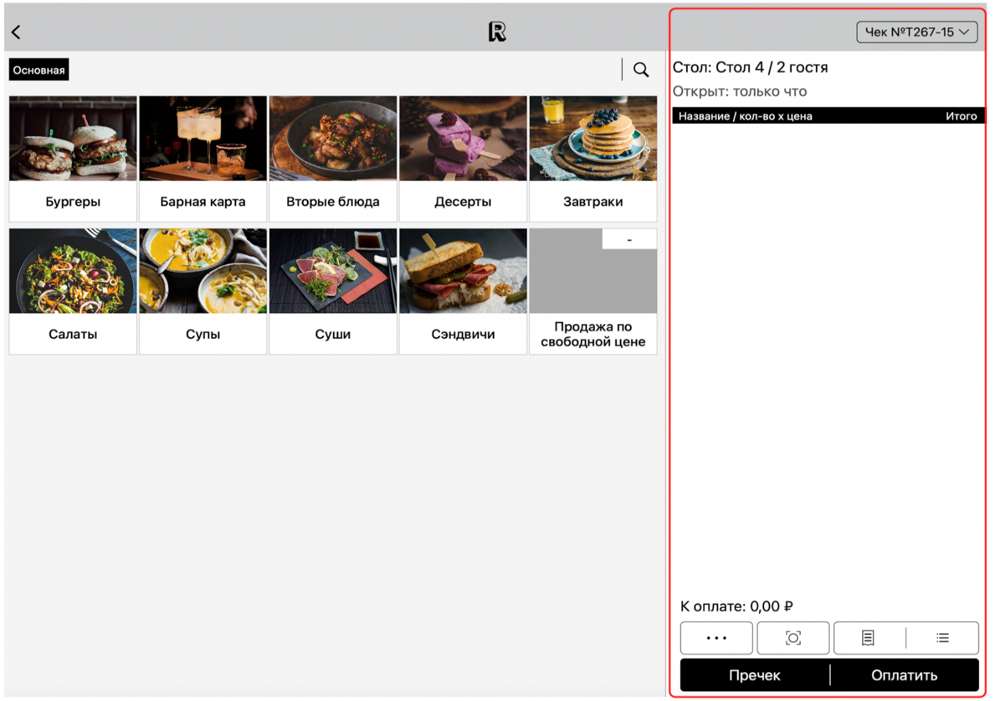 R
Чек №Т267-15
Основная
Стол: Стол 4 / 2 гостя
Открыт: только что
Название / кол-во х цена Итого
Бургеры
Барная карта
Вторые блюда
Десерты
Завтраки
-
Салаты
Супы
Суши
Сэндвичи
Продажа по
свободной цене
К оплате: 0,00 ₽
Пречек
Оплатить